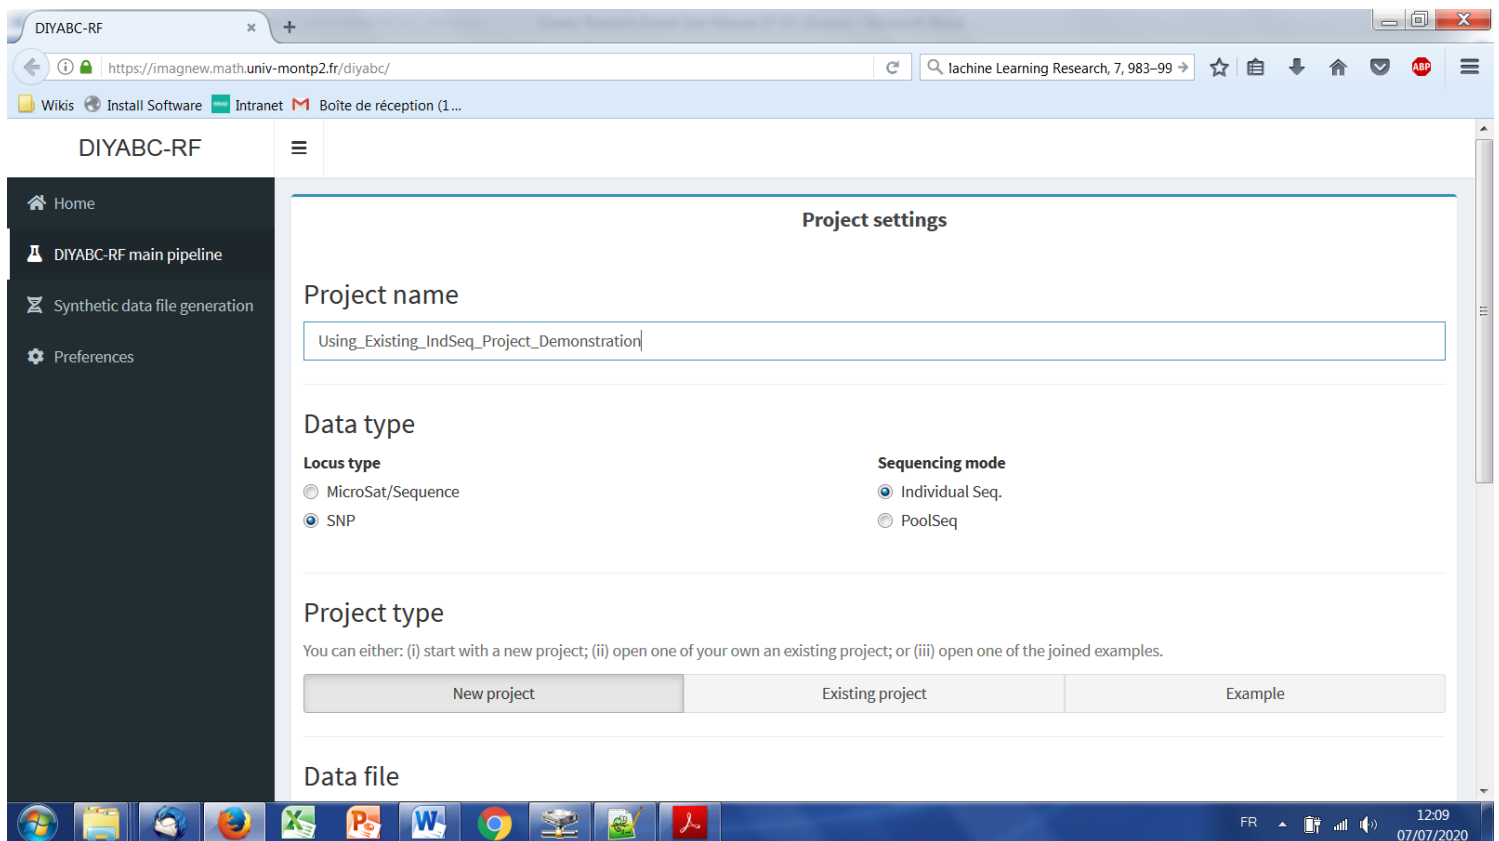 DIYABC-RF
https://imagnew.math.univ-montp2.fr/diyabc/
lachine Learning Research, 7, 983–99
ABP
Wikis Install Software Intranet Boîte de réception (1...
DIYABC-RF
Home
DIYABC-RF main pipeline
Synthetic data file generation
Preferences
Project settings
Project name
Using_Existing_IndSeq_Project_Demonstration
Data type
Locus type
MicroSat/Sequence
SNP
Sequencing mode
Individual Seq.
PoolSeq
Project type
You can either: (i) start with a new project; (ii) open one of your own an existing project; or (iii) open one of the joined examples.
New project Existing project Example
Data file
FR
12:09
07/07/2020